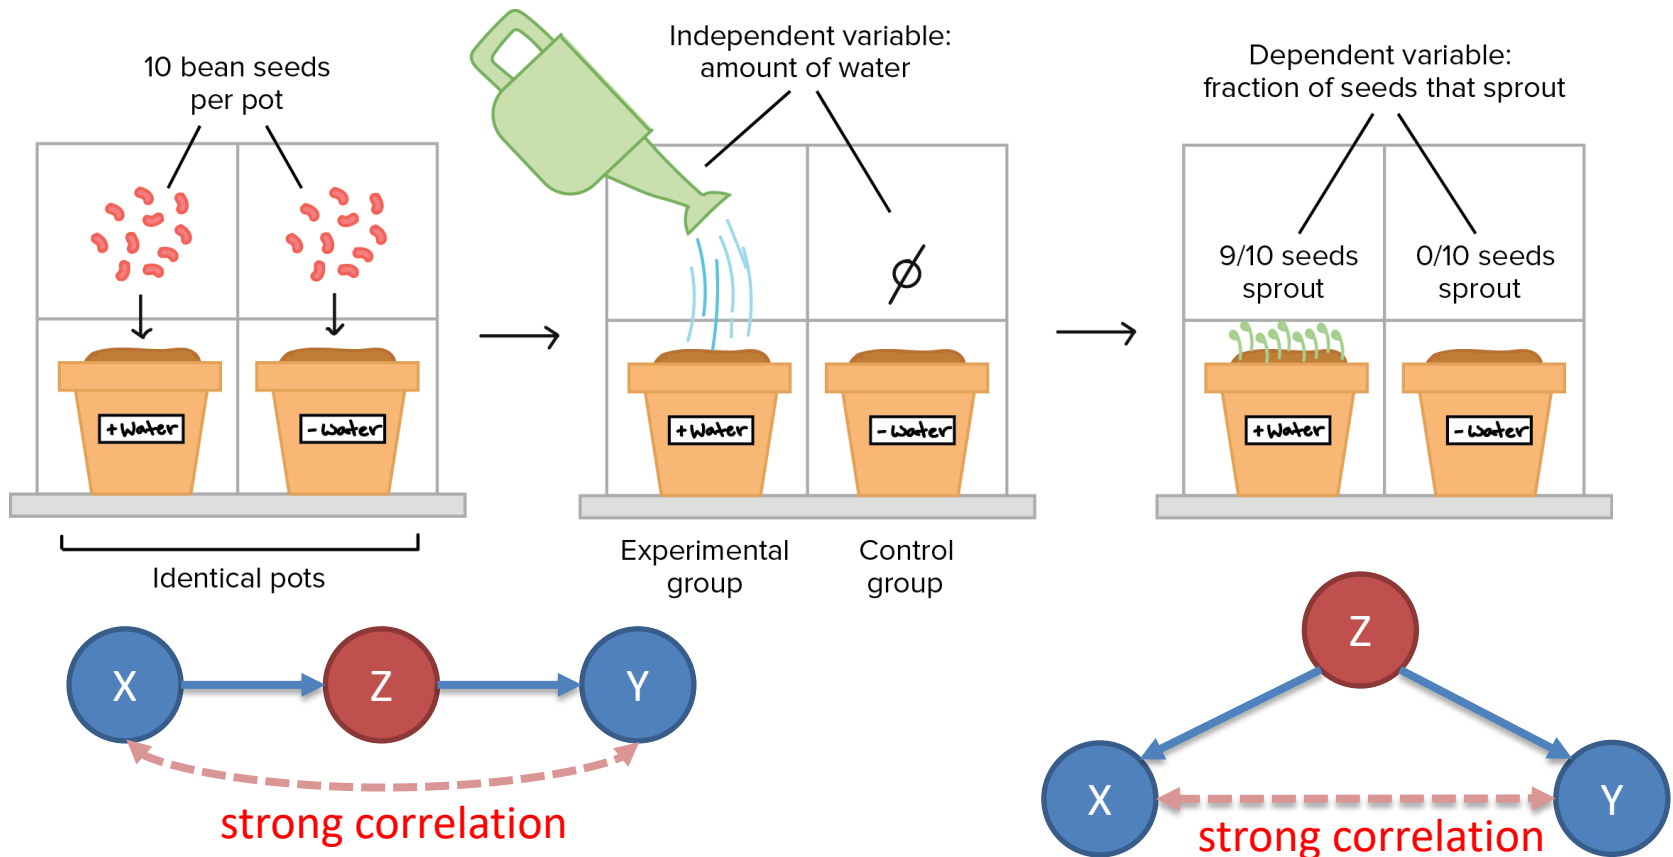 10 bean seeds
per pot
Independent variable:
amount of water
Dependent variable:
fraction of seeds that sprout
9/10 seeds
sprout
0/10 seeds
sprout
+water
-water
+water
-water
+water
-water
Identical pots
Experimental
group
Control
group
X
Z
Y
strong correlation
Z
X
Y
strong correlation